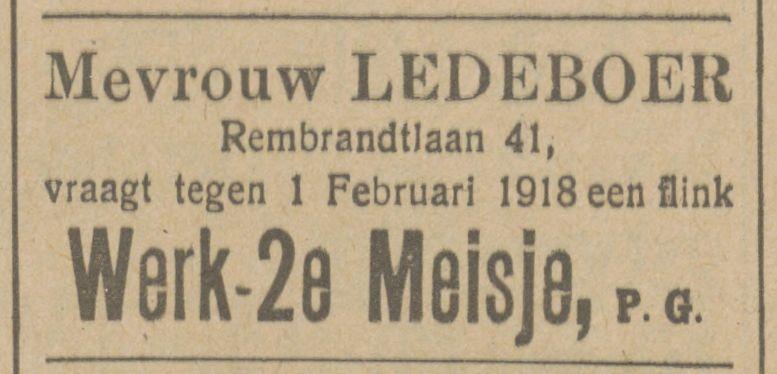 Mevrouw LEDEBOER
Rembrandtlaan 41,
vraagt tegen 1 Februari 1918 een flink
Werk-2e Meisje, P. G.